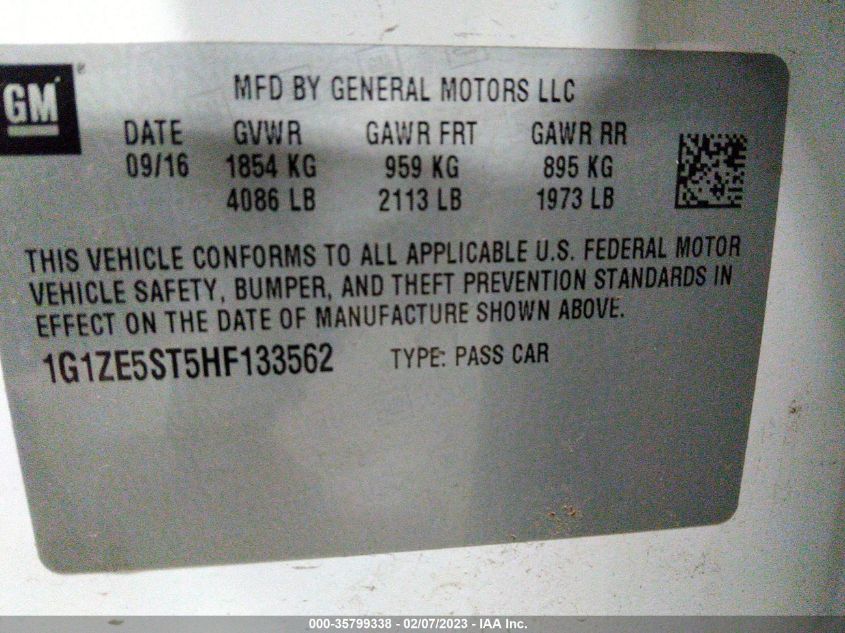 GM
MFD BY GENERAL MOTORS LLC
DATE GVWR GAWR FRT GAWR RR
09/16 1854 KG 959 KG 895 KG
4086 LB 2113 LB 1973 LB
THIS VEHICLE CONFORMS TO ALL APPLICABLE U.S. FEDERAL MOTOR
VEHICLE SAFETY, BUMPER, AND THEFT PREVENTION STANDARDS IN
EFFECT ON THE DATE OF MANUFACTURE SHOWN ABOVE.
1G1ZE5ST5HF133562 TYPE: PASS CAR
000-35799338 - 02/07/2023 - IAA Inc.